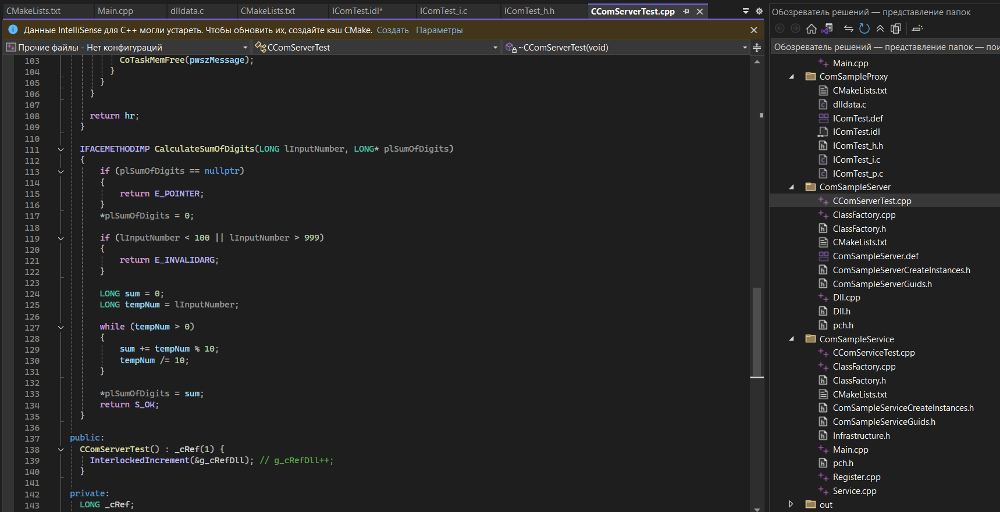 CMakeLists.txt Main.cpp dlldata.c CMakeLists.txt IComTest.idl* IComTest_i.c IComTest_h.h CComServerTest.cpp
Данные IntelliSense для C++ могли устареть. Чтобы обновить их, создайте кэш CMake. Создать Параметры
Прочие файлы - Нет конфигураций CComServerTest ~CComServerTest(void)
103 CoTaskMemFree(pwszMessage);
104 }
105 }
106 }
107
108 return hr;
109 }
110
111 IFACEMETHODIMP CalculateSumOfDigits(LONG lInputNumber, LONG* plSumOfDigits)
112 {
113 if (plSumOfDigits == nullptr)
114 {
115 return E_POINTER;
116 }
117 *plSumOfDigits = 0;
118
119 if (lInputNumber < 100 || lInputNumber > 999)
120 {
121 return E_INVALIDARG;
122 }
123
124 LONG sum = 0;
125 LONG tempNum = lInputNumber;
126
127 while (tempNum > 0)
128 {
129 sum += tempNum % 10;
130 tempNum /= 10;
131 }
132
133 *plSumOfDigits = sum;
134 return S_OK;
135 }
136
137 public:
138 CComServerTest() : _cRef(1) {
139 InterlockedIncrement(&g_cRefDll); // g_cRefDll++;
140 }
141
142 private:
143 LONG _cRef;
Обозреватель решений — представление папок
Обозреватель решений — представление папок — пои
Main.cpp
ComSampleProxy
CMakeLists.txt
dlldata.c
IComTest.def
IComTest.idl
IComTest_h.h
IComTest_i.c
IComTest_p.c
ComSampleServer
CComServerTest.cpp
ClassFactory.cpp
ClassFactory.h
CMakeLists.txt
ComSampleServer.def
ComSampleServerCreateInstances.h
ComSampleServerGuids.h
Dll.cpp
Dll.h
pch.h
ComSampleService
CComServiceTest.cpp
ClassFactory.cpp
ClassFactory.h
CMakeLists.txt
ComSampleServiceCreateInstances.h
ComSampleServiceGuids.h
Infrastructure.h
Main.cpp
pch.h
Register.cpp
Service.cpp
out